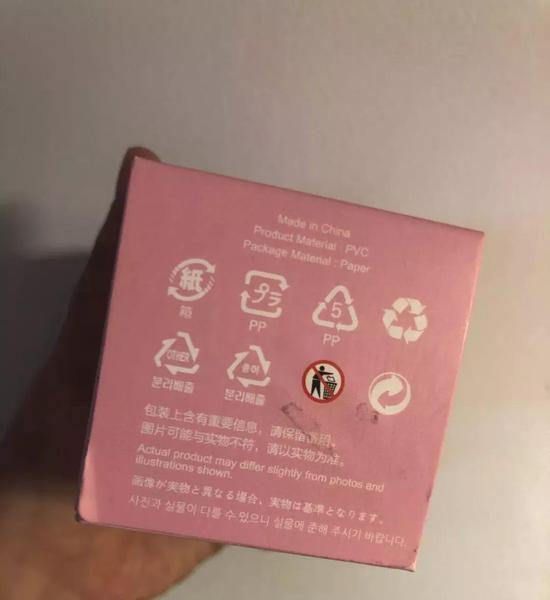 Made in China
Product Material : PVC
Package Material : Paper
紙
プラ
5
箱
PP
PP
OTHER
종이
분리배출
분리배출
包装上含有重要信息，请保留备用。
图片可能与实物不符，请以实物为准。
Actual product may differ slightly from photos and
illustrations shown.
画像が実物と異なる場合、実物は基準となります。
사진과 실물이 다를 수 있으니 실물에 준해 주시기 바랍니다.